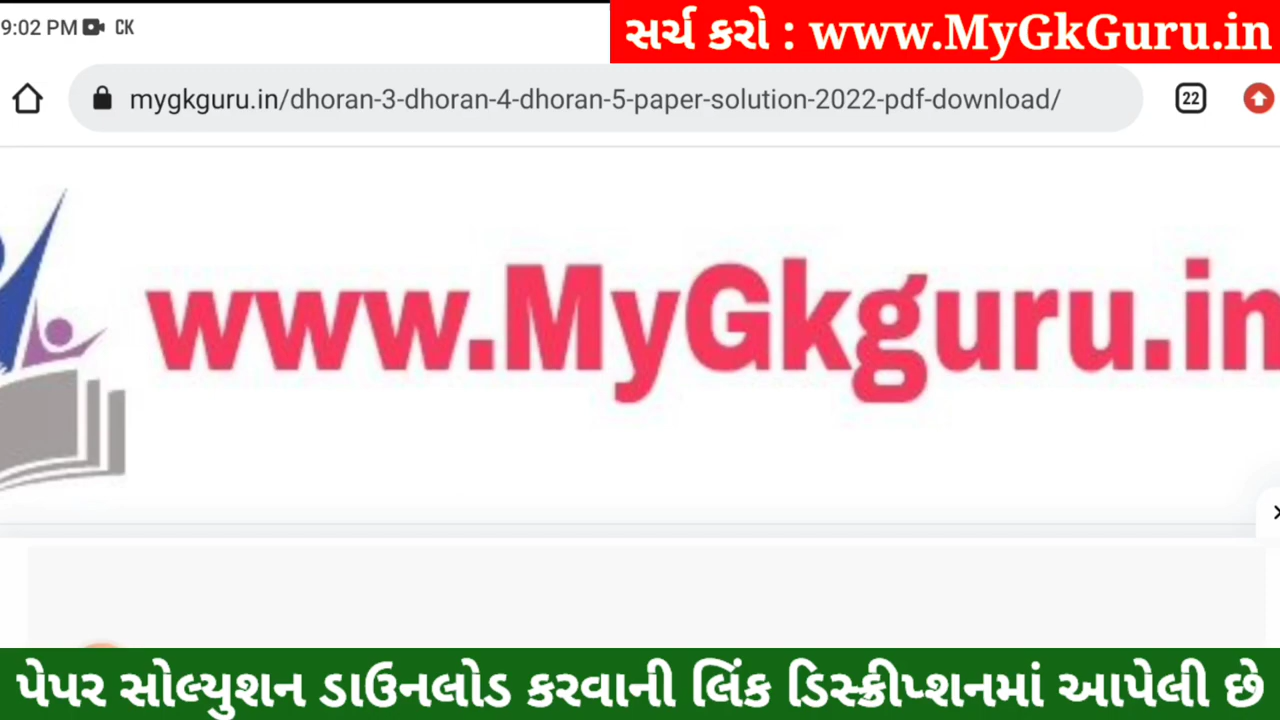 9:02 PM CK
સર્ચ કરો : www.MyGkGuru.in
mygkguru.in/dhoran-3-dhoran-4-dhoran-5-paper-solution-2022-pdf-download/
22
www.MyGkguru.in
પેપર સોલ્યુશન ડાઉનલોડ કરવાની લિંક ડિસ્ક્રીપ્શનમાં આપેલી છે